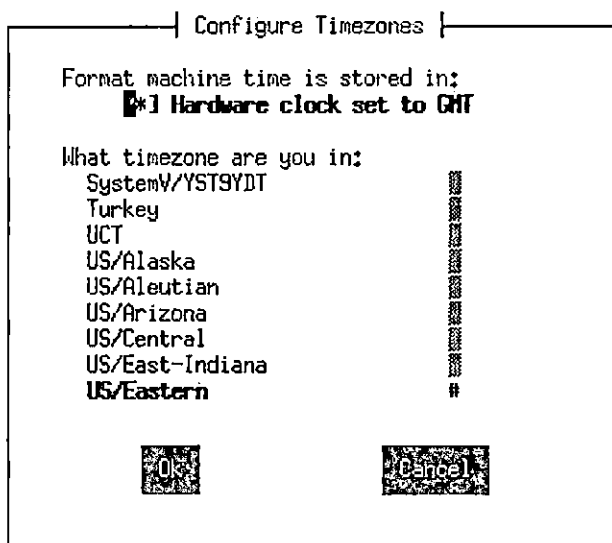 Configure Timezones
Format machine time is stored in:
[*] Hardware clock set to GMT
What timezone are you in:
SystemV/YST9YDT
Turkey
UCT
US/Alaska
US/Aleutian
US/Arizona
US/Central
US/East-Indiana
US/Eastern #
Ok
Cancel